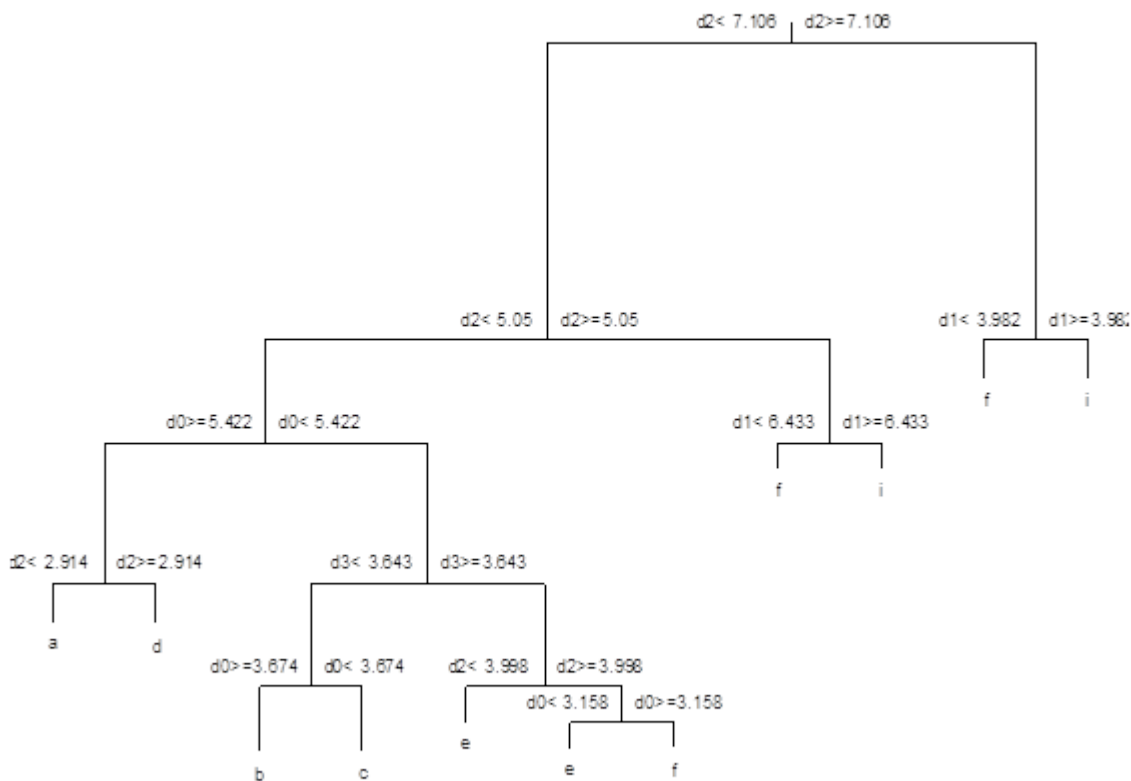 d2< 7.106 d2>=7.106
d2< 5.05 d2>=5.05 d1< 3.982 d1>=3.982
f i
d0>=5.422 d0< 5.422 d1< 6.433 d1>=6.433
f i
d2< 2.914 d2>=2.914 d3< 3.643 d3>=3.643
a d
d0>=3.674 d0< 3.674 d2< 3.998 d2>=3.998
d0< 3.158 d0>=3.158
e
b c e f